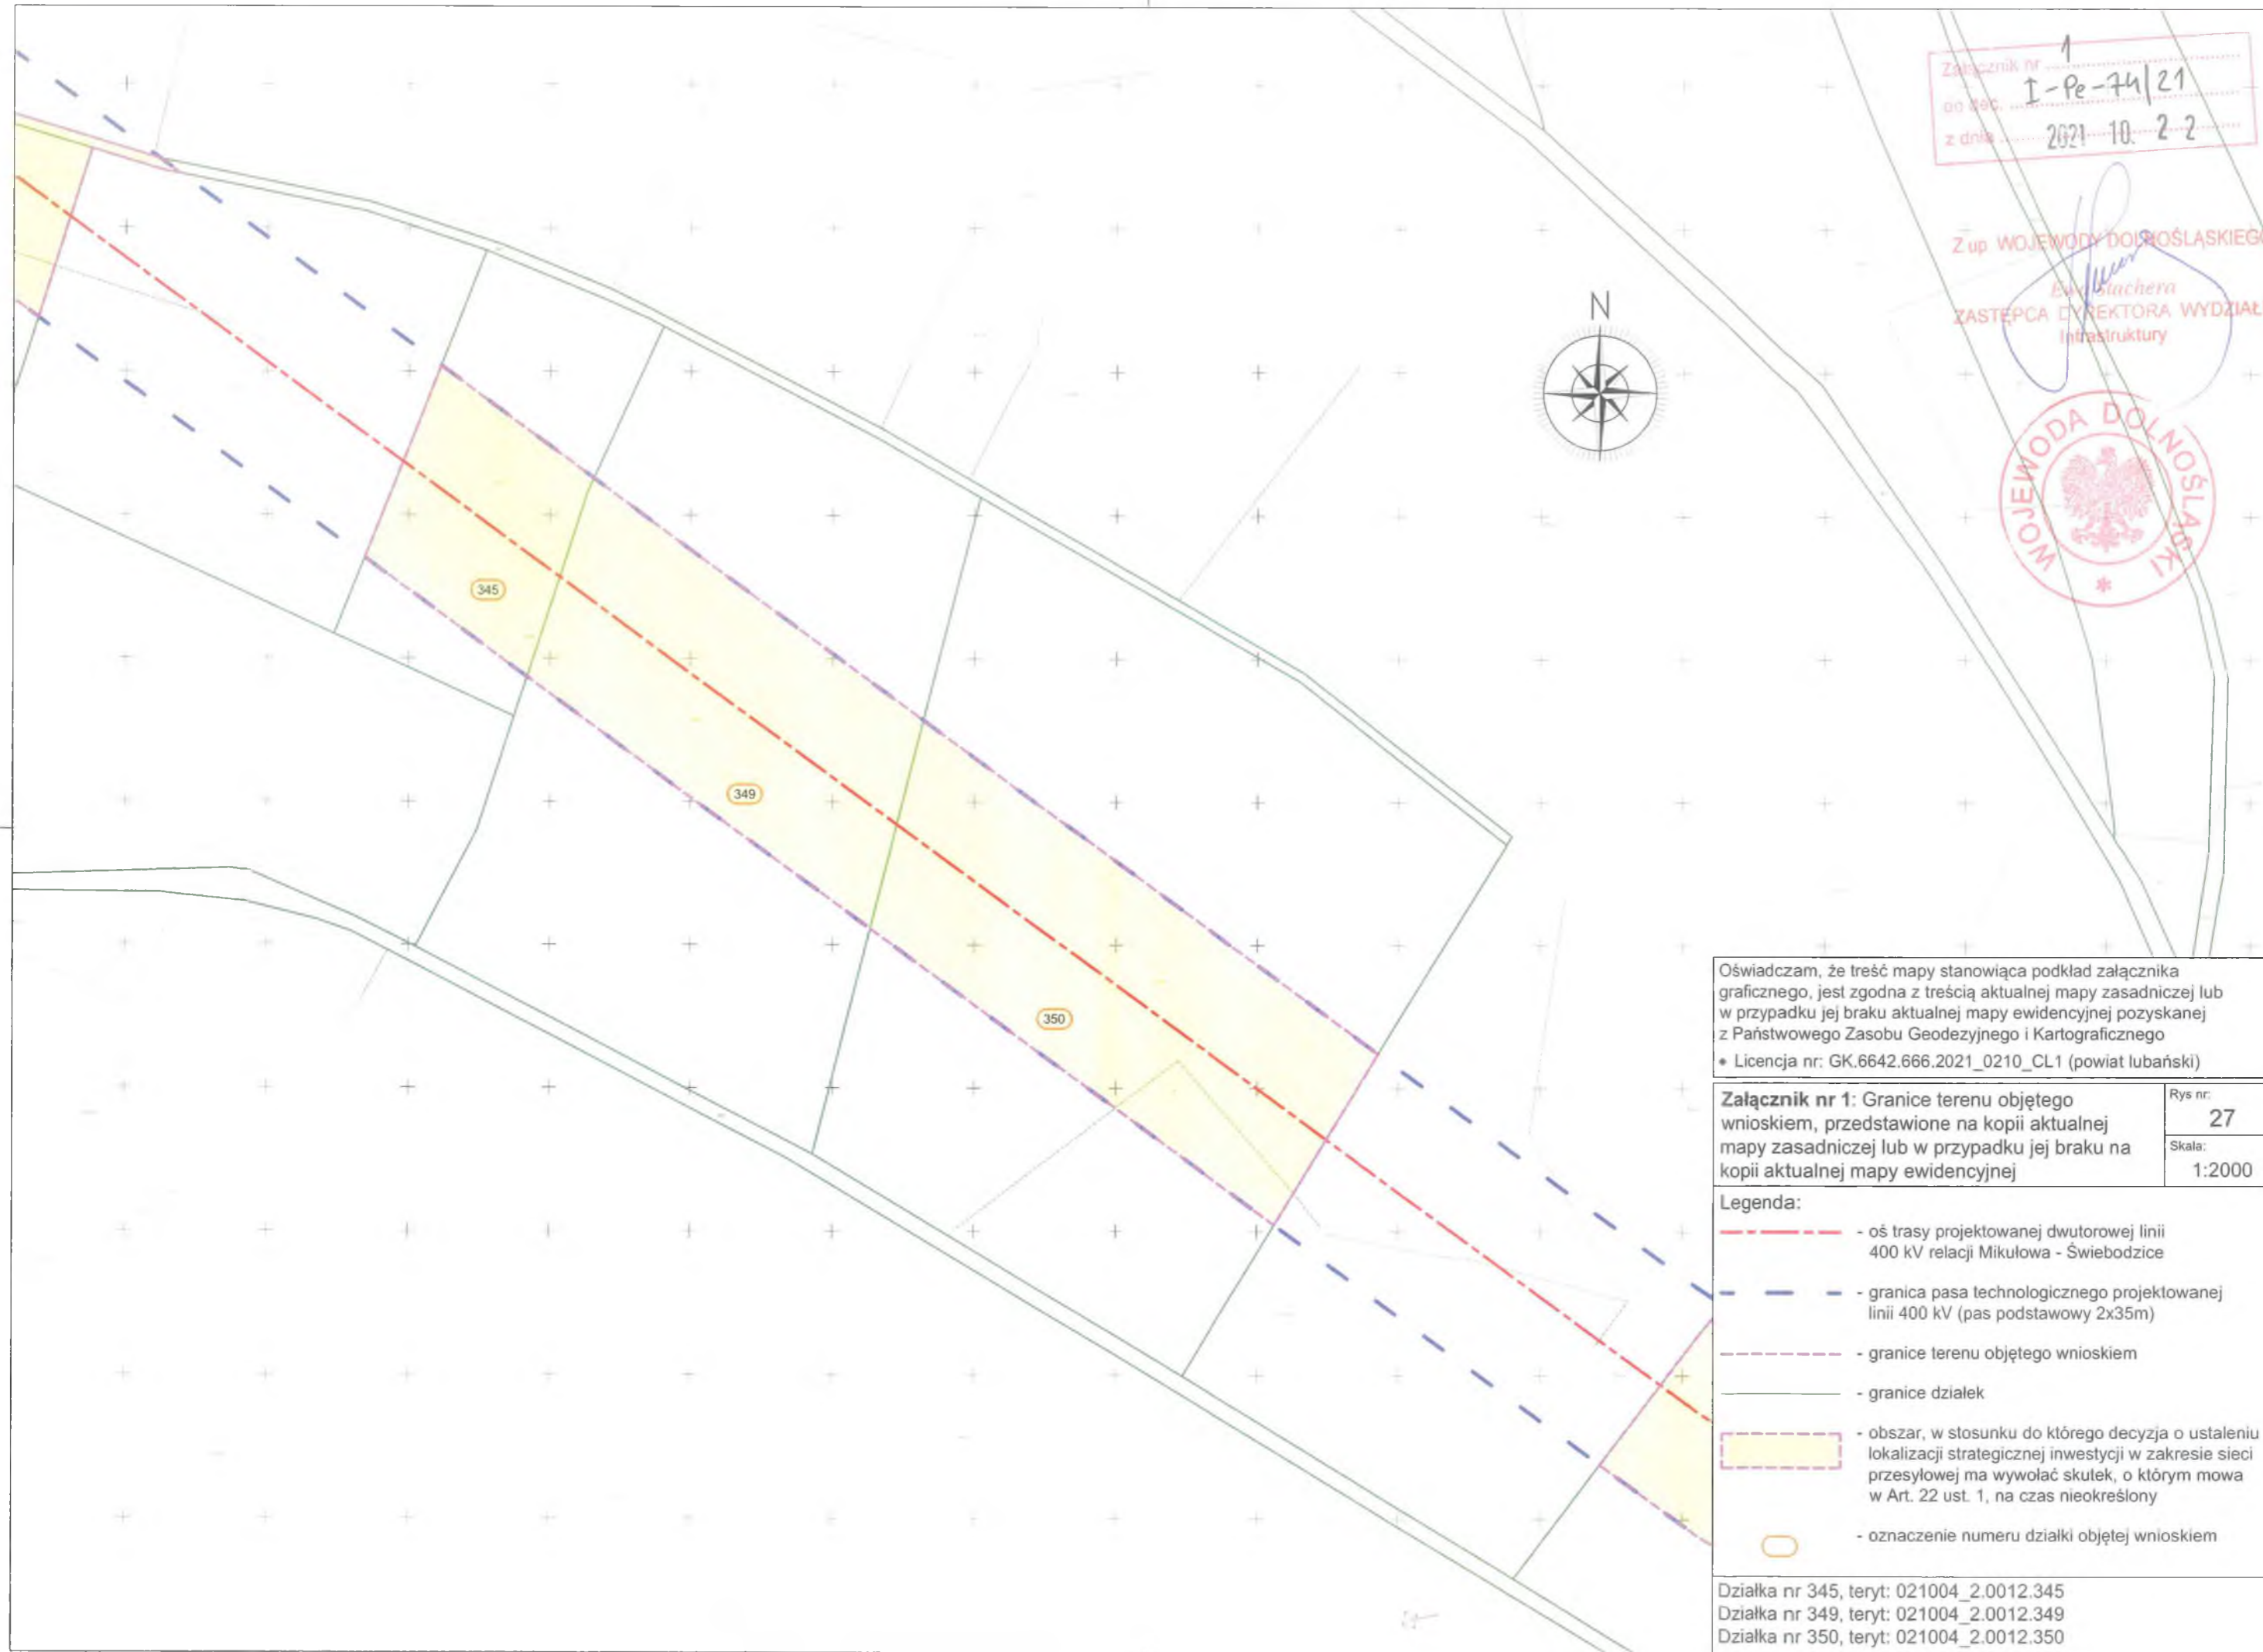 Załącznik nr 1
do dec. I-Pe-74/21
z dnia 2021 10. 22
Z up WOJEWODY DOLNOŚLĄSKIEGO
Ewa Stachera
ZASTĘPCA DYREKTORA WYDZIAŁ
Infrastruktury
WOJEWODA DOLNOŚLĄSKI *
N
345
349
350
Oświadczam, że treść mapy stanowiąca podkład załącznika
graficznego, jest zgodna z treścią aktualnej mapy zasadniczej lub
w przypadku jej braku aktualnej mapy ewidencyjnej pozyskanej
z Państwowego Zasobu Geodezyjnego i Kartograficznego
• Licencja nr: GK.6642.666.2021_0210_CL1 (powiat lubański)
Załącznik nr 1: Granice terenu objętego
wnioskiem, przedstawione na kopii aktualnej
mapy zasadniczej lub w przypadku jej braku na
kopii aktualnej mapy ewidencyjnej
Rys nr:
27
Skala:
1:2000
Legenda:
- oś trasy projektowanej dwutorowej linii
400 kV relacji Mikułowa - Świebodzice
- granica pasa technologicznego projektowanej
linii 400 kV (pas podstawowy 2x35m)
- granice terenu objętego wnioskiem
- granice działek
- obszar, w stosunku do którego decyzja o ustaleniu
lokalizacji strategicznej inwestycji w zakresie sieci
przesyłowej ma wywołać skutek, o którym mowa
w Art. 22 ust. 1, na czas nieokreślony
- oznaczenie numeru działki objętej wnioskiem
Działka nr 345, teryt: 021004_2.0012.345
Działka nr 349, teryt: 021004_2.0012.349
Działka nr 350, teryt: 021004_2.0012.350